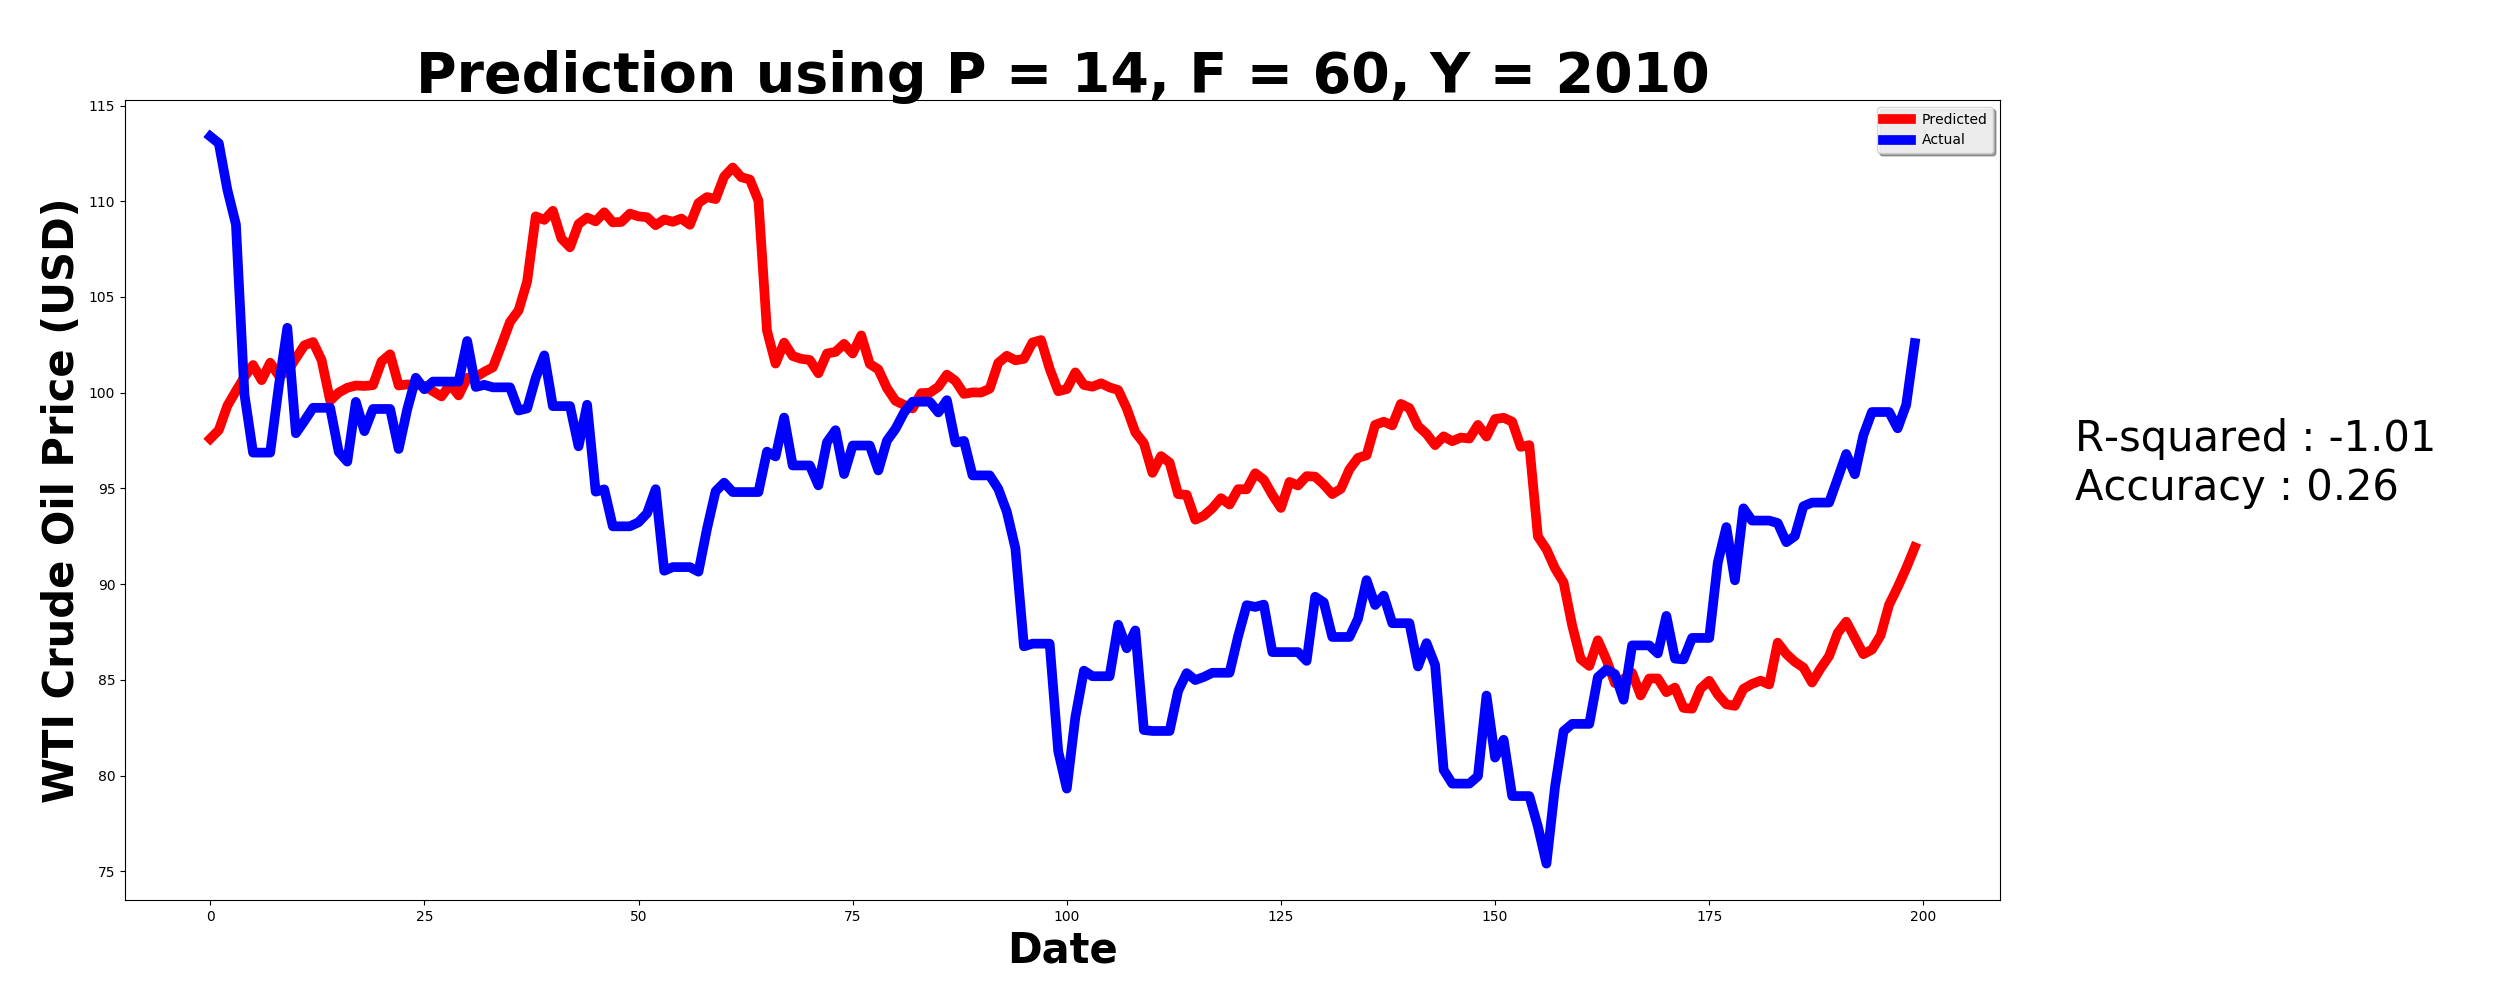 Prediction using P = 14, F = 60, Y = 2010
WTI Crude Oil Price (USD)
115
110
105
100
95
90
85
80
75
Predicted
Actual
R-squared : -1.01
Accuracy : 0.26
0 25 50 75 100 125 150 175 200
Date